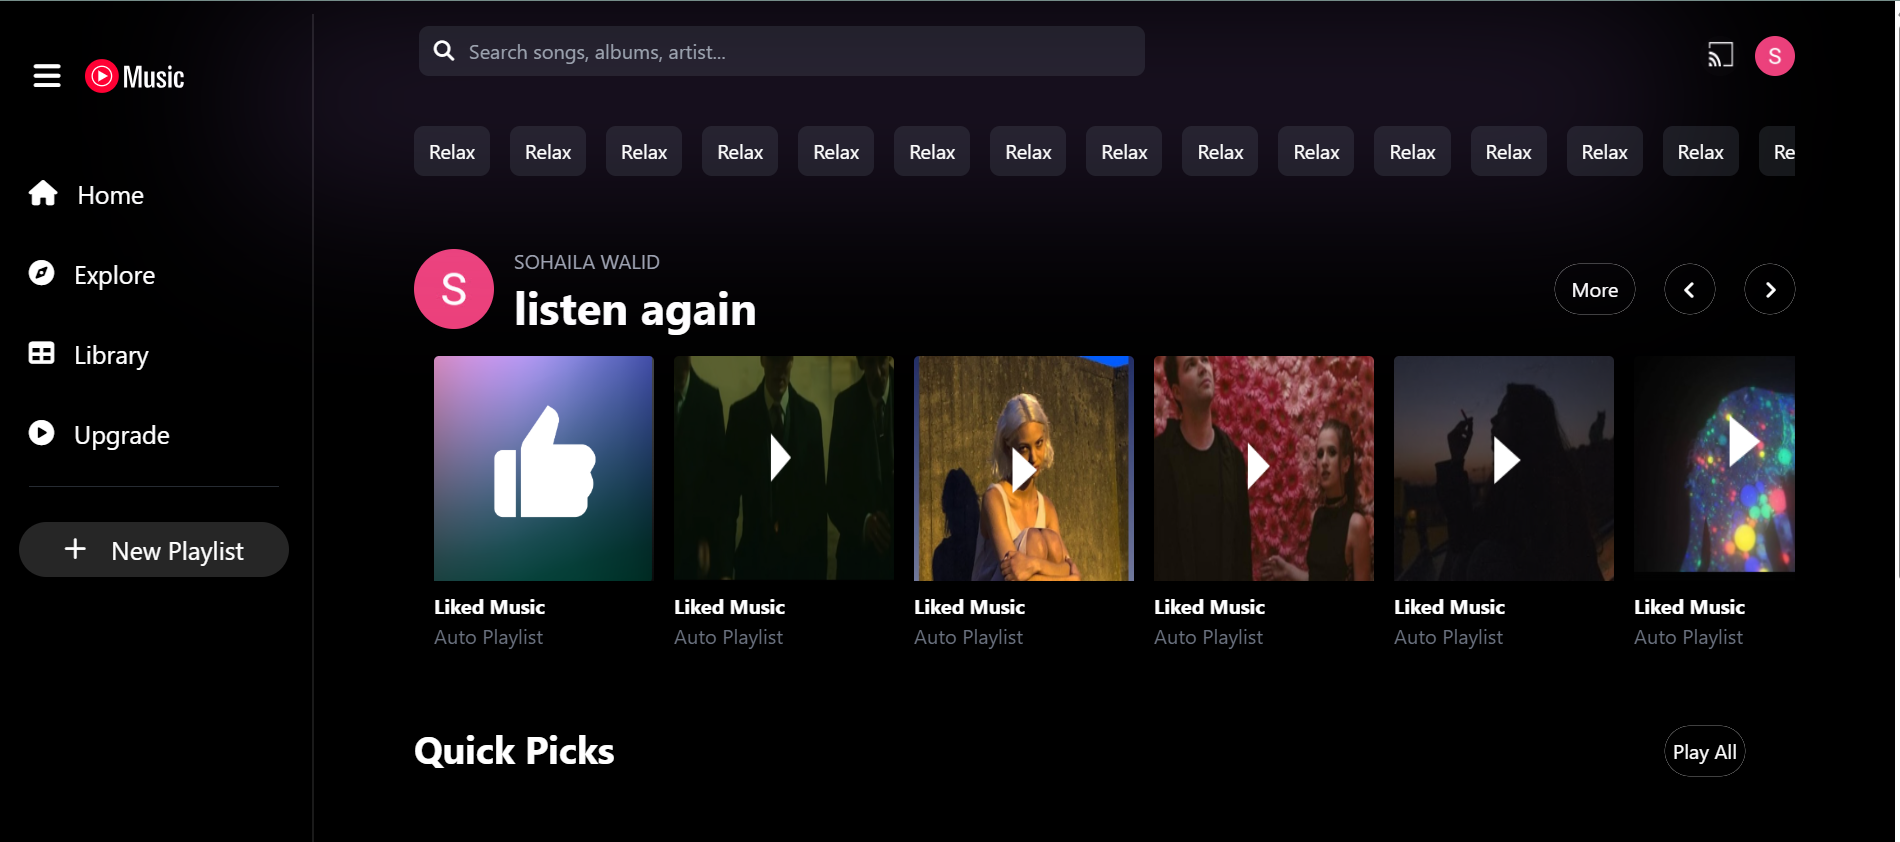 Music
Search songs, albums, artist...
S
Home
Explore
Library
Upgrade
New Playlist
Relax Relax Relax Relax Relax Relax Relax Relax Relax Relax Relax Relax Relax Relax Re
S
SOHAILA WALID
listen again
More
Liked Music
Auto Playlist
Liked Music
Auto Playlist
Liked Music
Auto Playlist
Liked Music
Auto Playlist
Liked Music
Auto Playlist
Liked Music
Auto Playlist
Quick Picks
Play All